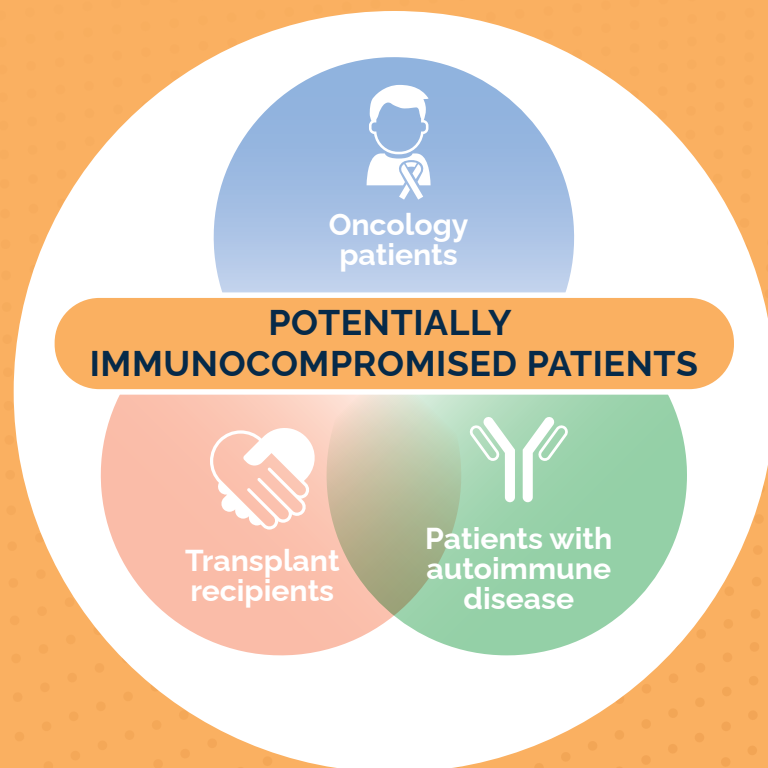 Oncology
patients
POTENTIALLY
IMMUNOCOMPROMISED PATIENTS
Transplant
recipients
Patients with
autoimmune
disease